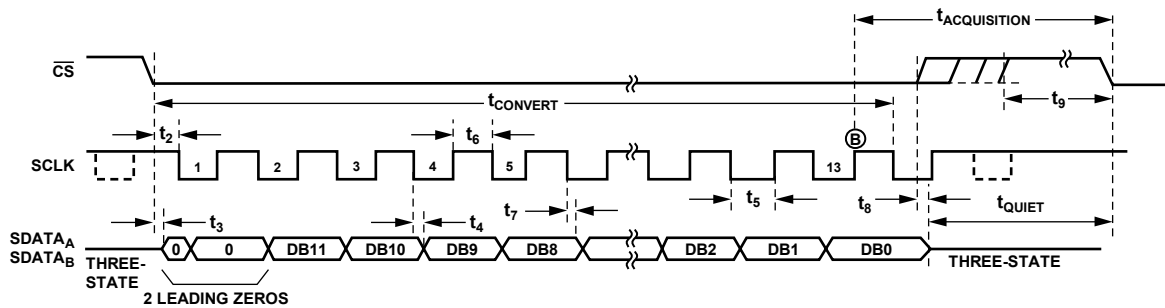 tACQUISITION
CS
tCONVERT
t9
t2
t6
B
SCLK
1
2
3
4
5
13
t3
t4
t7
t5
t8
tQUIET
SDATAA
SDATAB
0
0
DB11
DB10
DB9
DB8
DB2
DB1
DB0
THREE-
STATE
THREE-STATE
2 LEADING ZEROS